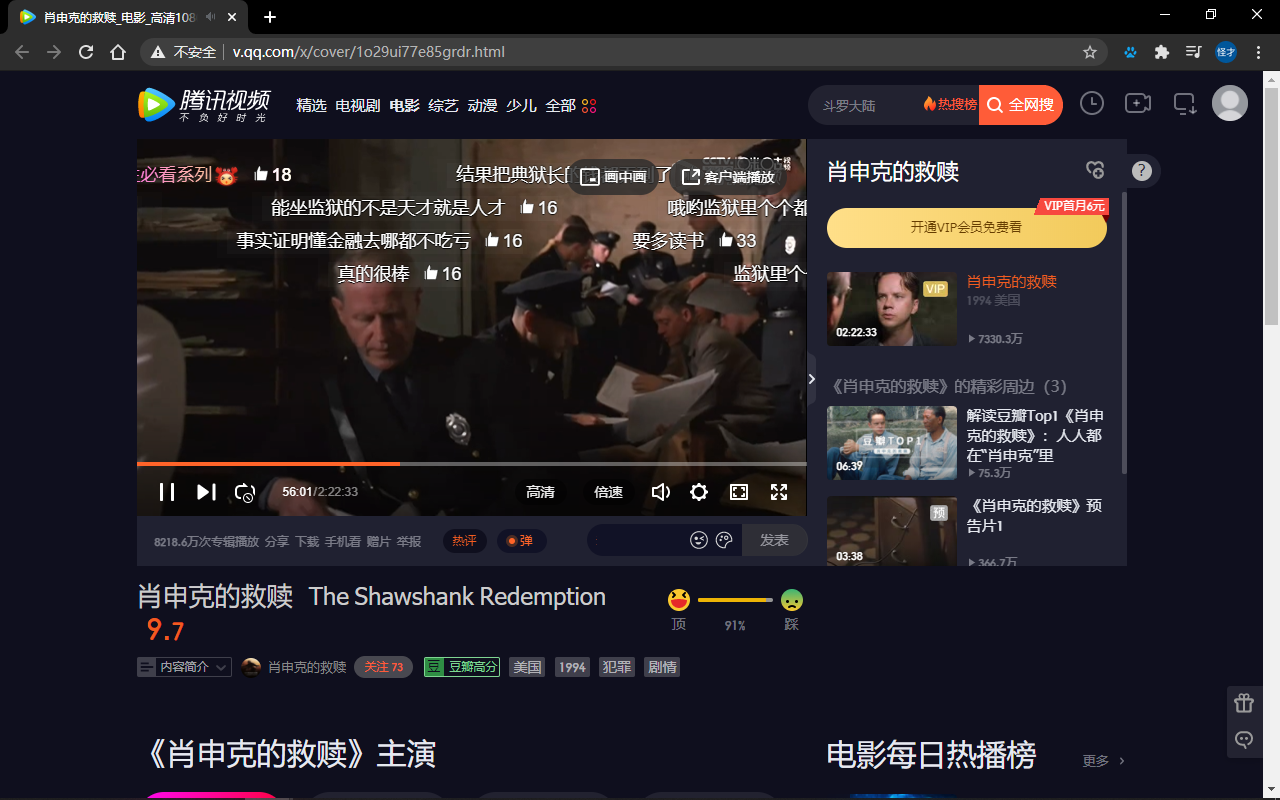 肖申克的救赎_电影_高清108
不安全 v.qq.com/x/cover/1o29ui77e85grdr.html
怪才
腾讯视频
不负好时光
精选 电视剧 电影 综艺 动漫 少儿 全部
斗罗大陆 热搜榜 全网搜
必看系列 18
结果把典狱长的
画中画
客户端播放
能坐监狱的不是天才就是人才 16
哦哟监狱里个个都
事实证明懂金融去哪都不吃亏 16
要多读书 33
真的很棒 16
监狱里个
56:01/2:22:33
高清 倍速
8218.6万次专辑播放 分享 下载 手机看 赠片 举报
热评 弹 发表
肖申克的救赎
?
VIP首月6元
开通VIP会员免费看
VIP
02:22:33
肖申克的救赎
1994 美国
7330.3万
《肖申克的救赎》的精彩周边（3）
豆瓣TOP1
06:39
解读豆瓣Top1《肖申
克的救赎》：人人都
在“肖申克”里
75.3万
预
03:38
《肖申克的救赎》预
告片1
366.7万
肖申克的救赎 The Shawshank Redemption
9.7
顶 91% 踩
内容简介 肖申克的救赎 关注 73 豆 豆瓣高分 美国 1994 犯罪 剧情
《肖申克的救赎》主演
电影每日热播榜 更多